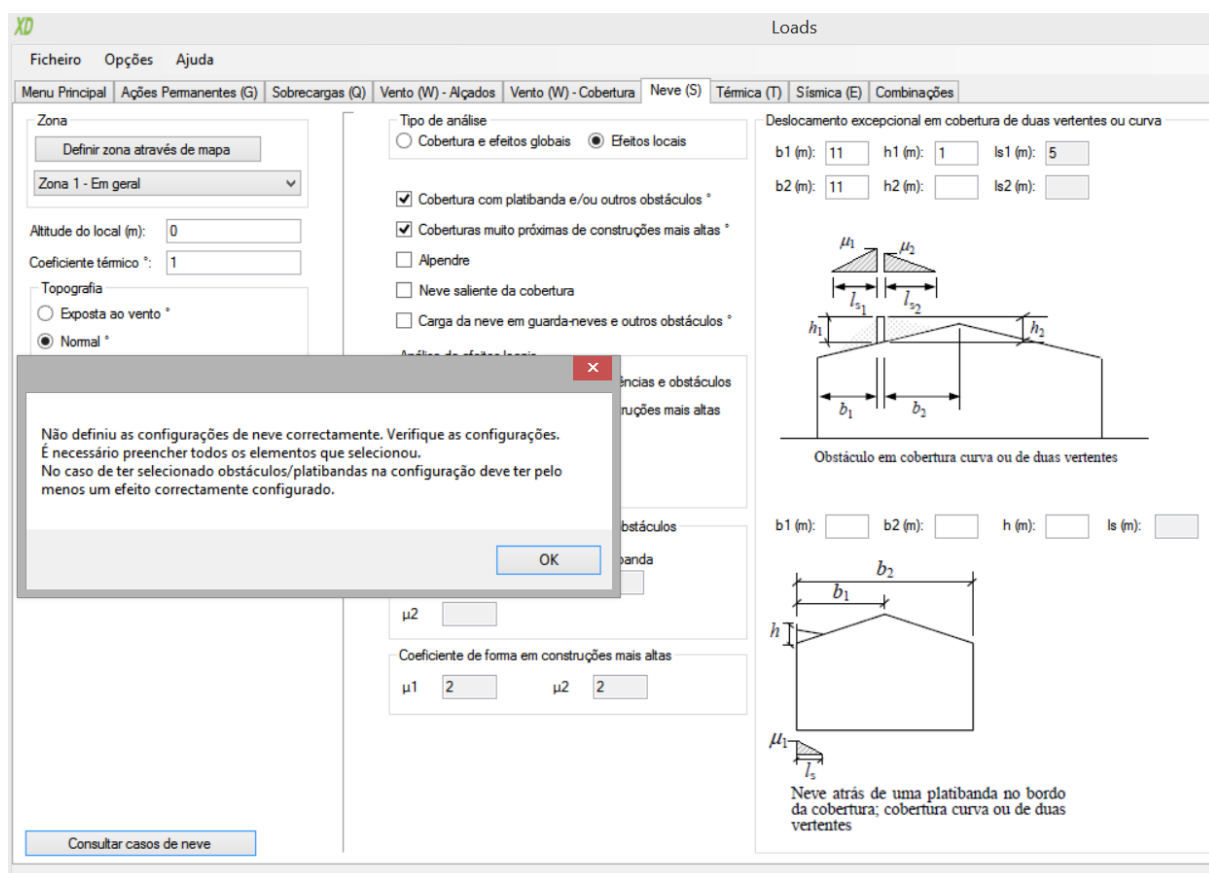 XD
Loads
Ficheiro Opções Ajuda
Menu Principal Ações Permanentes (G) Sobrecargas (Q) Vento (W) - Alçados Vento (W) - Cobertura Neve (S) Térmica (T) Sísmica (E) Combinações
Zona
Definir zona através de mapa
Zona 1 - Em geral
Altitude do local (m): 0
Coeficiente térmico °: 1
Topografia
Exposta ao vento °
Normal °
Tipo de análise
Cobertura e efeitos globais Efeitos locais
Cobertura com platibanda e/ou outros obstáculos °
Coberturas muito próximas de construções mais altas °
Alpendre
Neve saliente da cobertura
Carga da neve em guarda-neves e outros obstáculos °
ências e obstáculos
ruções mais altas
Não definiu as configurações de neve correctamente. Verifique as configurações.
É necessário preencher todos os elementos que selecionou.
No caso de ter selecionado obstáculos/platibandas na configuração deve ter pelo
menos um efeito correctamente configurado.
OK
bstáculos
banda
μ2
Coeficiente de forma em construções mais altas
μ1 2 μ2 2
Consultar casos de neve
Deslocamento excepcional em cobertura de duas vertentes ou curva
b1 (m): 11 h1 (m): 1 ls1 (m): 5
b2 (m): 11 h2 (m): ls2 (m):
μ1 μ2
ls1 ls2
h1 h2
b1 b2
Obstáculo em cobertura curva ou de duas vertentes
b1 (m): b2 (m): h (m): ls (m):
b2
b1
h
μ1
ls
Neve atrás de uma platibanda no bordo
da cobertura; cobertura curva ou de duas
vertentes